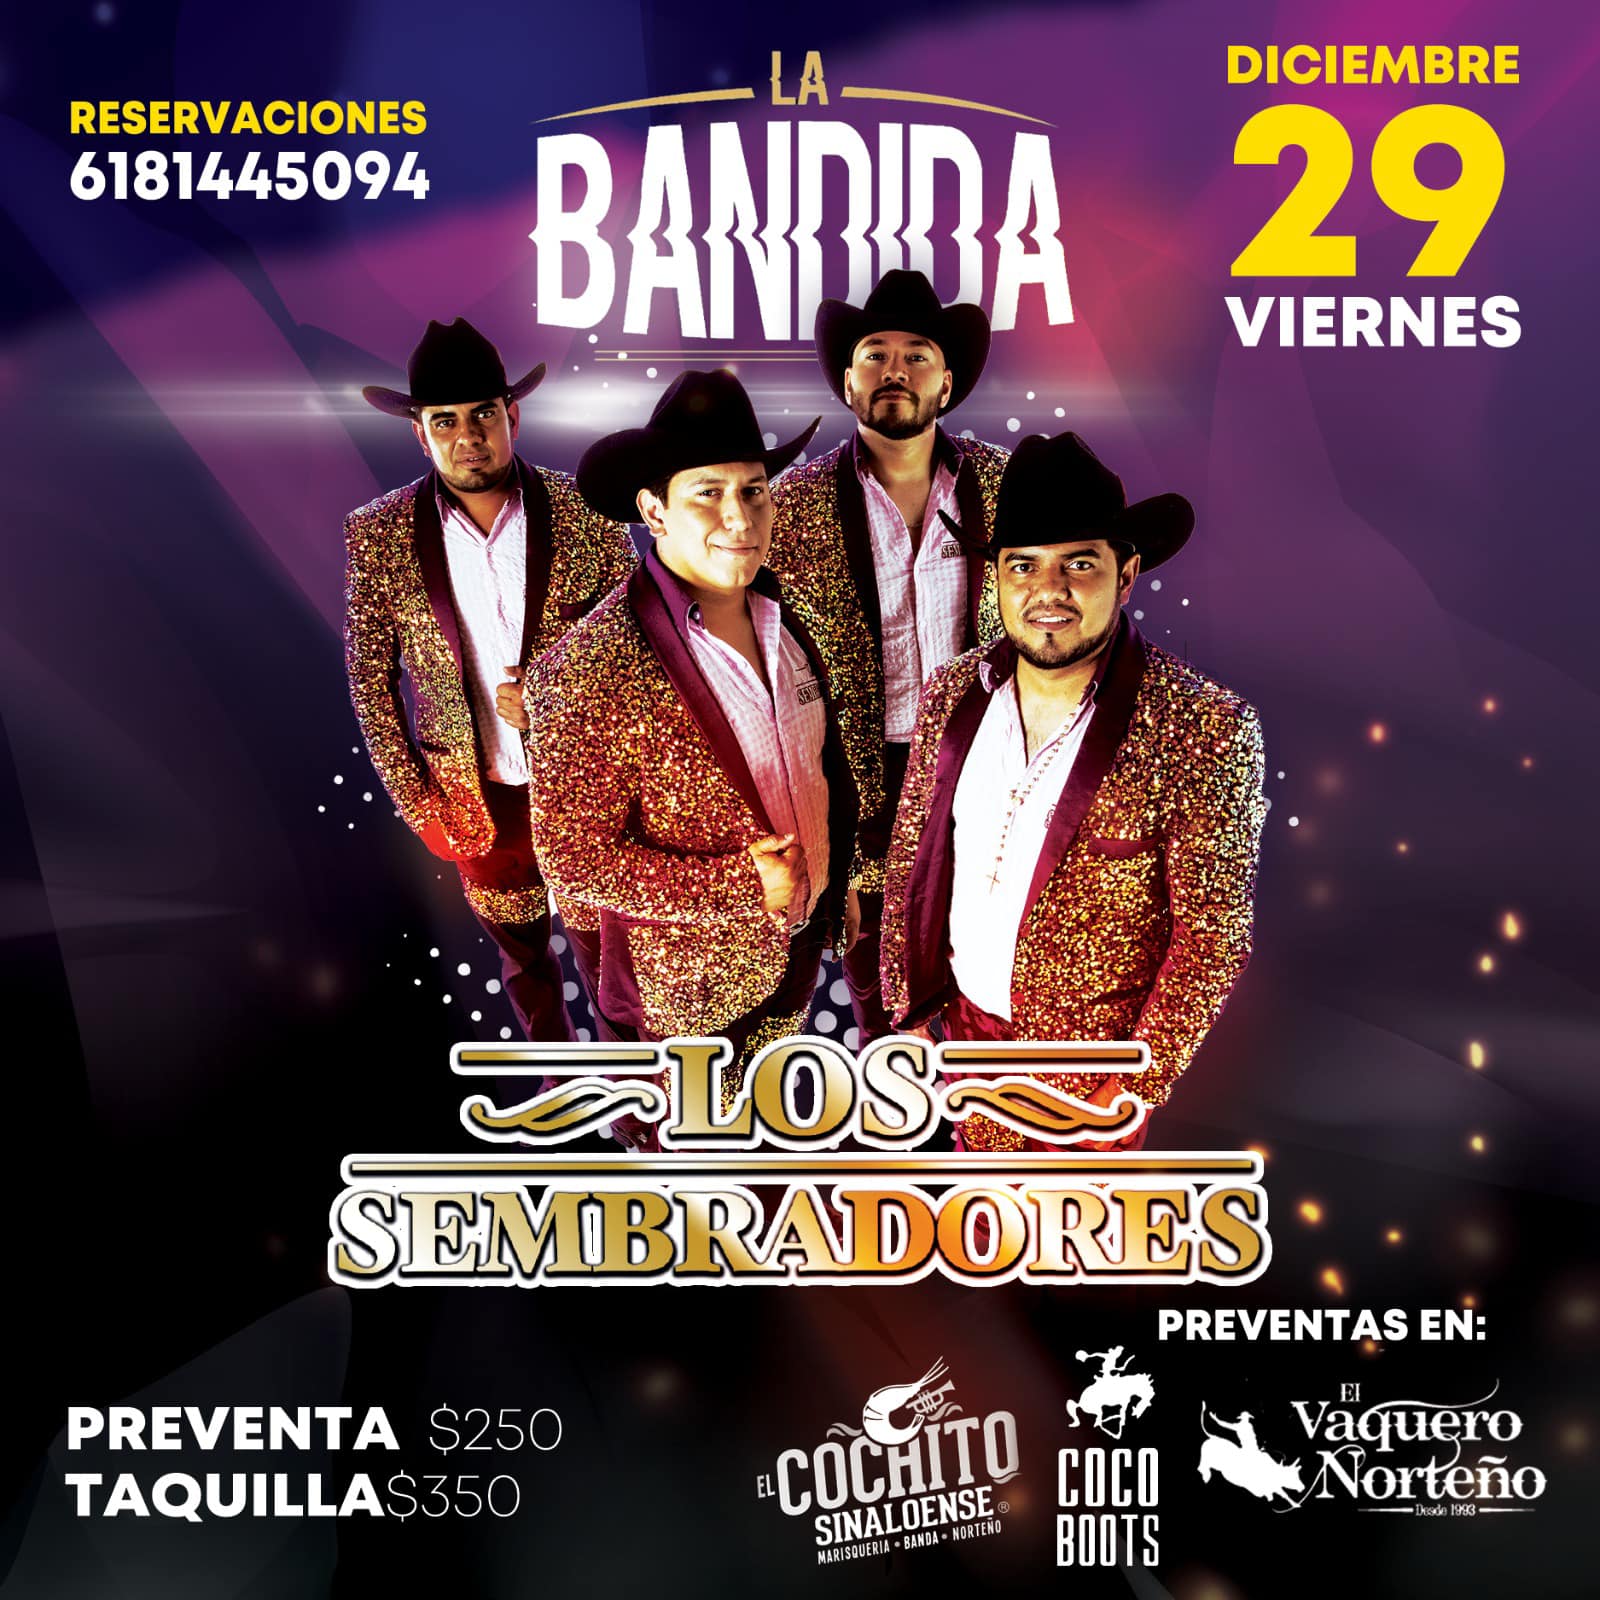 RESERVACIONES
6181445094
LA
BANDIDA
DICIEMBRE
29
VIERNES
LOS
SEMBRADORES
PREVENTA $250
TAQUILLA $350
PREVENTAS EN:
EL
COCHITO
SINALOENSE ®
MARISQUERIA • BANDA • NORTEÑO
COCO
BOOTS
El
Vaquero
Norteño
Desde 1993